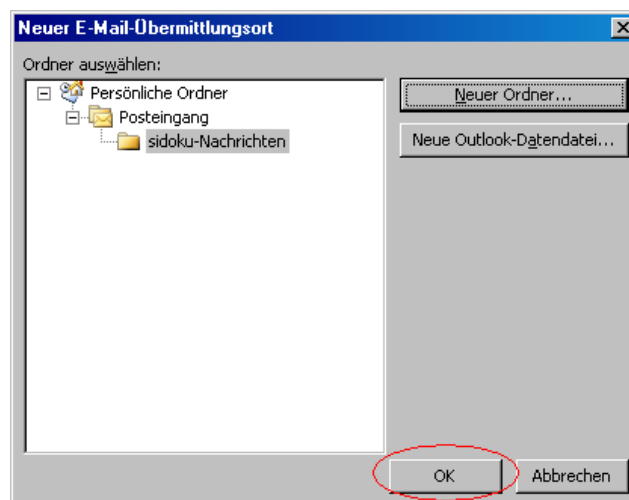 Neuer E-Mail-Übermittlungsort
Ordner auswählen:
Persönliche Ordner
Posteingang
sidoku-Nachrichten
Neuer Ordner...
Neue Outlook-Datendatei...
OK
Abbrechen